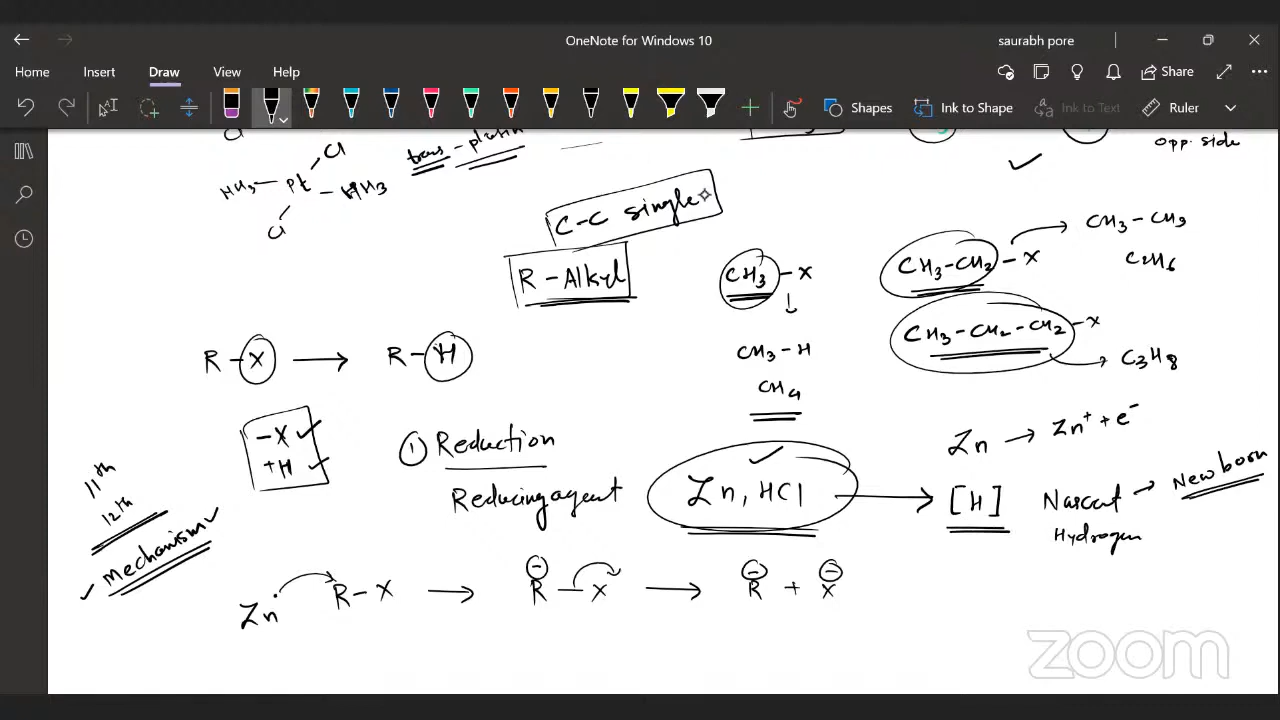 OneNote for Windows 10
saurabh pore
Home Insert Draw View Help
Share
Shapes
Ink to Shape
Ink to Text
Ruler
Cl
trans - platin
Cl
NH3 - Pt - NH3
Cl
opp. side
C-C single
R - Alkyl
CH3 - X
CH3 - H
CH4
CH3-CH2 - X
CH3 - CH3
C2H6
CH3-CH2-CH2 - X
C3H8
R - X → R - H
- X ✓
+ H ✓
① Reduction
Reducing agent
Zn, HCl → [H] Nascent → New born
Hydrogen
Zn → Zn+ + e-
11th
12th
✓ Mechanism ✓
Zn R - X → R - X → R + X
zoom